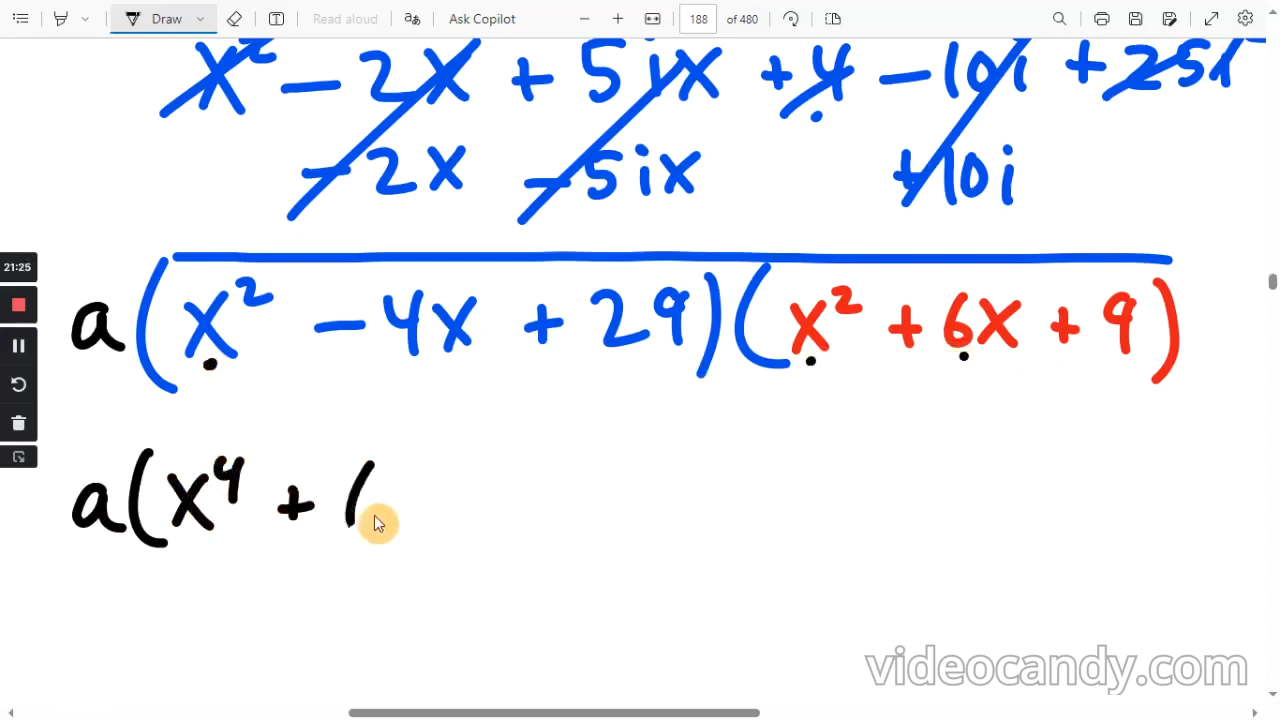 Draw Read aloud Ask Copilot 188 of 480
x² - 2x + 5ix + 4 - 10i + 25i
- 2x - 5ix + 10i
21:25
a(x² - 4x + 29)(x² + 6x + 9)
a(x⁴ + (
videocandy.com